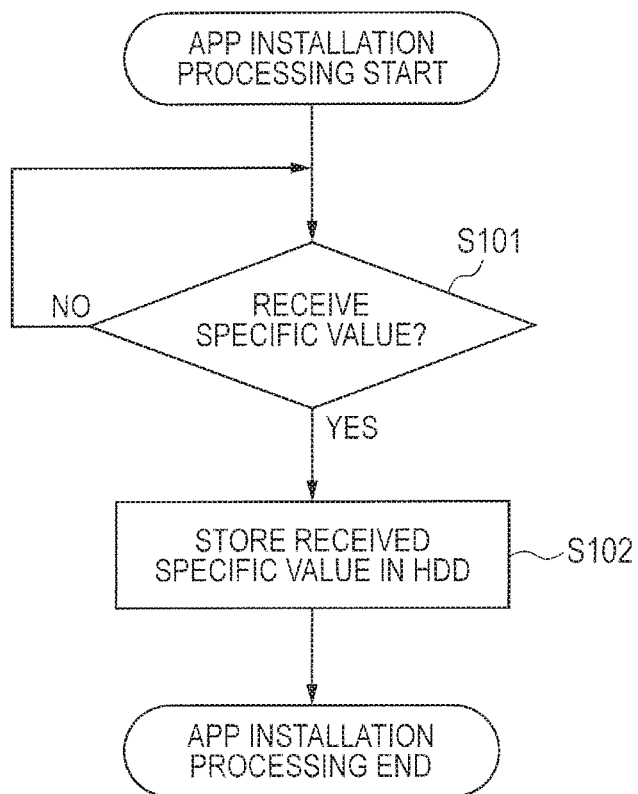 APP INSTALLATION
PROCESSING START
S101
RECEIVE
SPECIFIC VALUE?
NO
YES
STORE RECEIVED
SPECIFIC VALUE IN HDD
S102
APP INSTALLATION
PROCESSING END